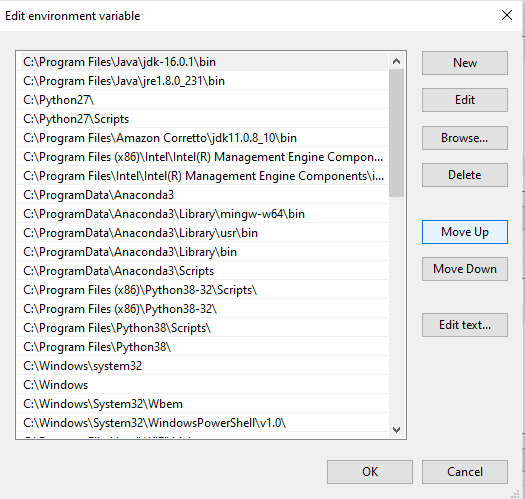 Edit environment variable
C:\Program Files\Java\jdk-16.0.1\bin
C:\Program Files\Java\jre1.8.0_231\bin
C:\Python27\
C:\Python27\Scripts
C:\Program Files\Amazon Corretto\jdk11.0.8_10\bin
C:\Program Files (x86)\Intel\Intel(R) Management Engine Compon...
C:\Program Files\Intel\Intel(R) Management Engine Components\i...
C:\ProgramData\Anaconda3
C:\ProgramData\Anaconda3\Library\mingw-w64\bin
C:\ProgramData\Anaconda3\Library\usr\bin
C:\ProgramData\Anaconda3\Library\bin
C:\ProgramData\Anaconda3\Scripts
C:\Program Files (x86)\Python38-32\Scripts\
C:\Program Files (x86)\Python38-32\
C:\Program Files\Python38\Scripts\
C:\Program Files\Python38\
C:\Windows\system32
C:\Windows
C:\Windows\System32\Wbem
C:\Windows\System32\WindowsPowerShell\v1.0\
New
Edit
Browse...
Delete
Move Up
Move Down
Edit text...
OK
Cancel